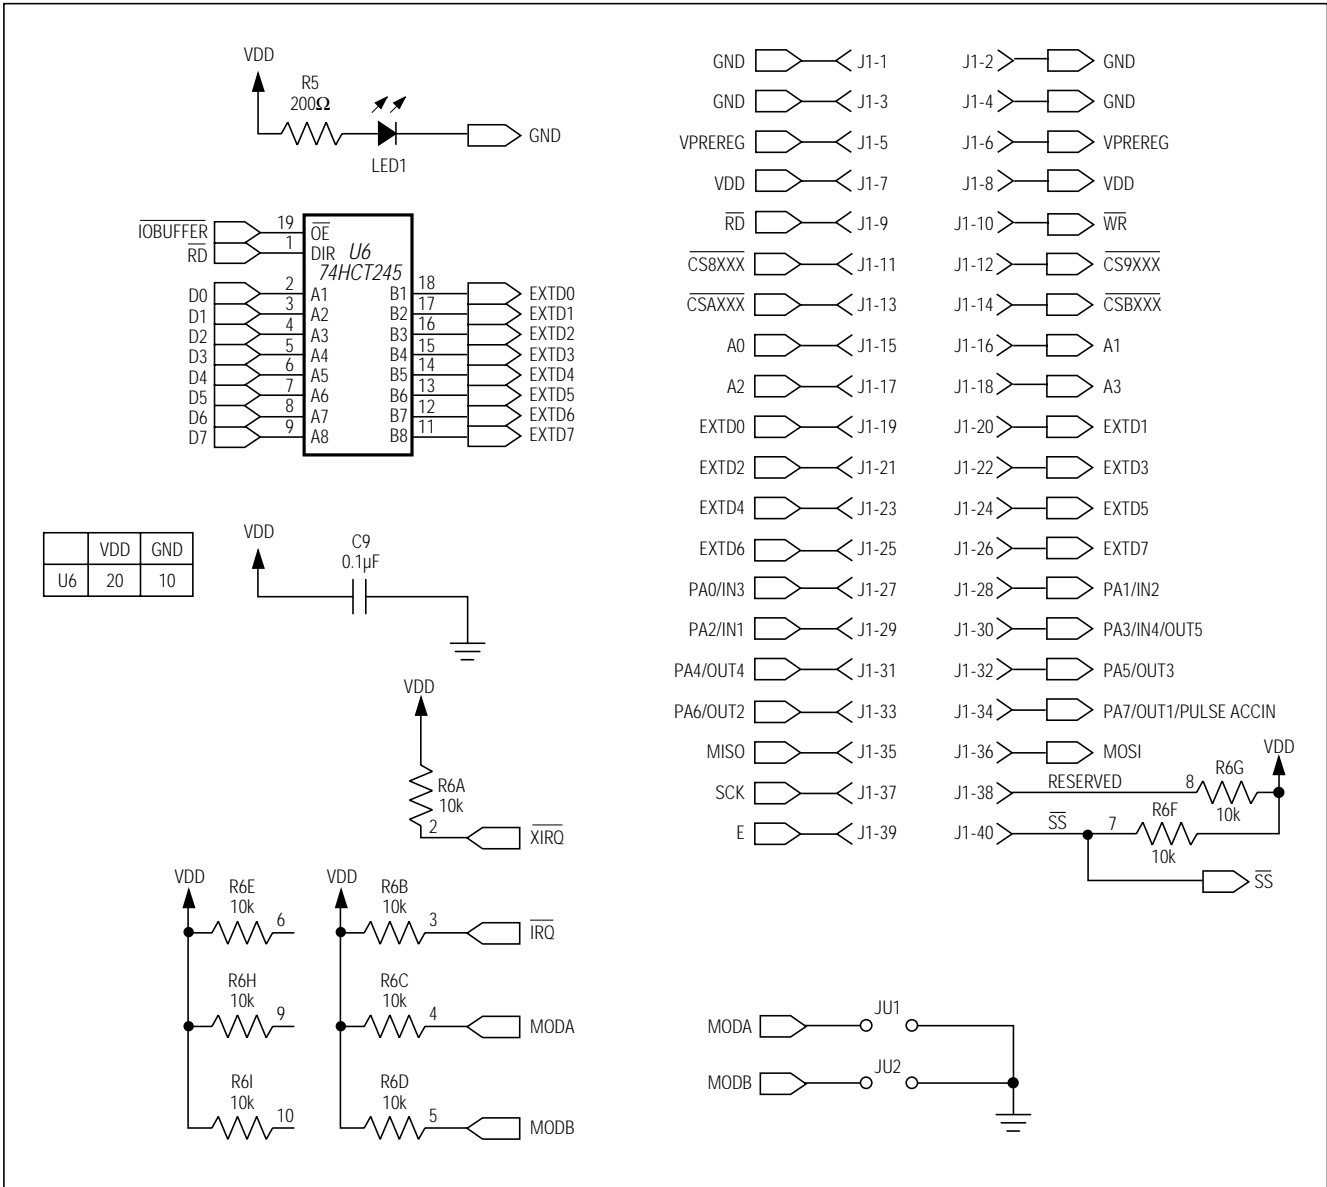 VDD
R5
200Ω
LED1
GND
IOBUFFER 19 OE
RD 1 DIR
U6
74HCT245
D0 2 A1 B1 18 EXTD0
D1 3 A2 B2 17 EXTD1
D2 4 A3 B3 16 EXTD2
D3 5 A4 B4 15 EXTD3
D4 6 A5 B5 14 EXTD4
D5 7 A6 B6 13 EXTD5
D6 8 A7 B7 12 EXTD6
D7 9 A8 B8 11 EXTD7
VDD GND
U6 20 10
VDD
C9
0.1µF
VDD
R6A
10k
2
XIRQ
VDD
R6E
10k
6
R6H
10k
9
R6I
10k
10
VDD
R6B
10k
3
IRQ
R6C
10k
4
MODA
R6D
10k
5
MODB
GND J1-1 J1-2 GND
GND J1-3 J1-4 GND
VPREREG J1-5 J1-6 VPREREG
VDD J1-7 J1-8 VDD
RD J1-9 J1-10 WR
CS8XXX J1-11 J1-12 CS9XXX
CSAXXX J1-13 J1-14 CSBXXX
A0 J1-15 J1-16 A1
A2 J1-17 J1-18 A3
EXTD0 J1-19 J1-20 EXTD1
EXTD2 J1-21 J1-22 EXTD3
EXTD4 J1-23 J1-24 EXTD5
EXTD6 J1-25 J1-26 EXTD7
PA0/IN3 J1-27 J1-28 PA1/IN2
PA2/IN1 J1-29 J1-30 PA3/IN4/OUT5
PA4/OUT4 J1-31 J1-32 PA5/OUT3
PA6/OUT2 J1-33 J1-34 PA7/OUT1/PULSE ACCIN
MISO J1-35 J1-36 MOSI
SCK J1-37 J1-38 RESERVED 8
R6G
10k
VDD
E J1-39 J1-40 SS 7
R6F
10k
SS
MODA JU1
MODB JU2